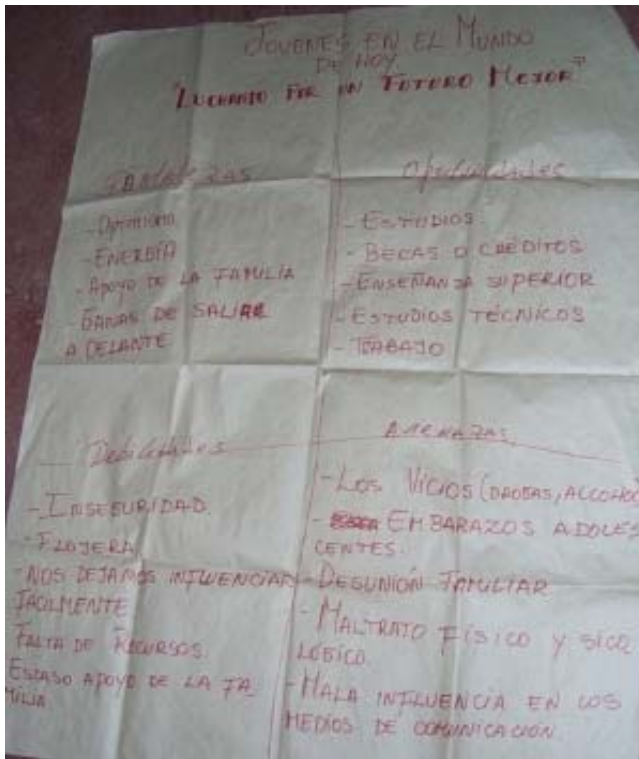 JOVENES EN EL MUNDO
DE HOY
"LUCHANDO POR UN FUTURO MEJOR"
FORTALEZAS
- OPTIMISMO
- ENERGÍA
- APOYO DE LA FAMILIA
- GANAS DE SALIR
ADELANTE
Oportunidades
- ESTUDIOS
- BECAS O CRÉDITOS
- ENSEÑANZA SUPERIOR
- ESTUDIOS TÉCNICOS
- TRABAJO
Debilidades
- INSEGURIDAD.
- FLOJERA
- NOS DEJAMOS INFLUENCIAR
FACILMENTE
FALTA DE RECURSOS.
ESCASO APOYO DE LA FA
MILIA
AMENAZAS
- LOS VICIOS (DROGAS, ALCOHOL
- EMBARAZOS ADOLES
CENTES.
- DESUNIÓN FAMILIAR
- MALTRATO FÍSICO Y SICO
LÓGICO.
- MALA INFLUENCIA EN LOS
MEDIOS DE COMUNICACIÓN.